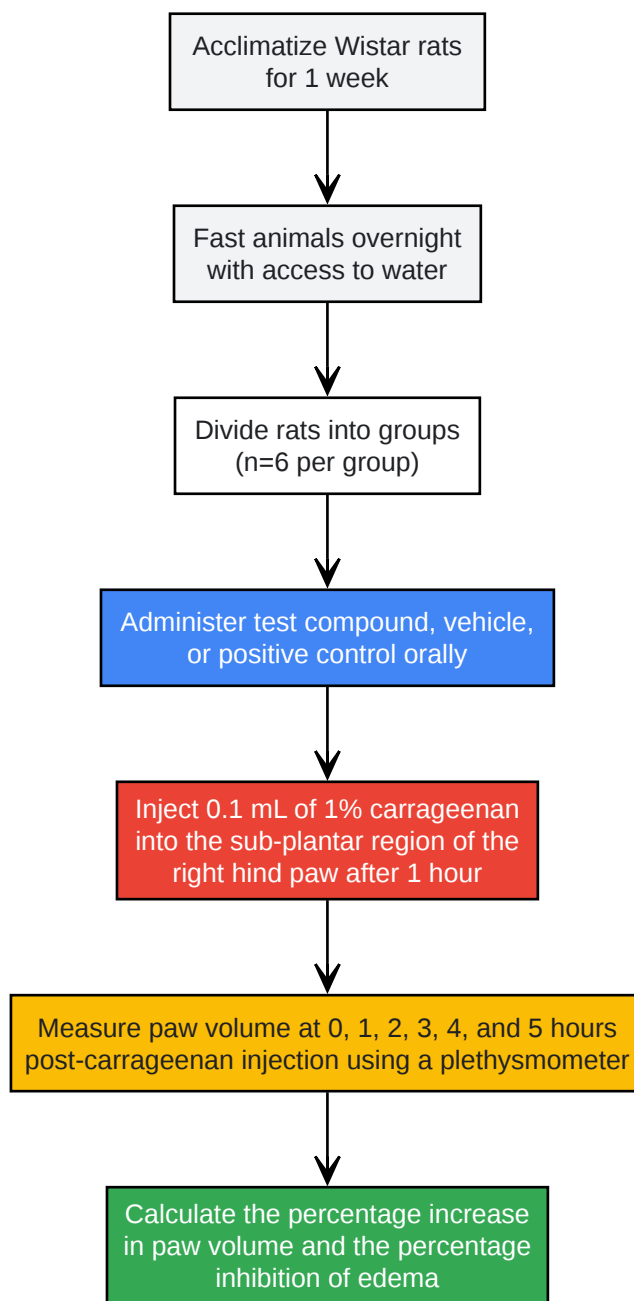 Acclimatize Wistar rats
for 1 week
Fast animals overnight
with access to water
Divide rats into groups
(n=6 per group)
Administer test compound, vehicle,
or positive control orally
Inject 0.1 mL of 1% carrageenan
into the sub-plantar region of the
right hind paw after 1 hour
Measure paw volume at 0, 1, 2, 3, 4, and 5 hours
post-carrageenan injection using a plethysmometer
Calculate the percentage increase
in paw volume and the percentage
inhibition of edema